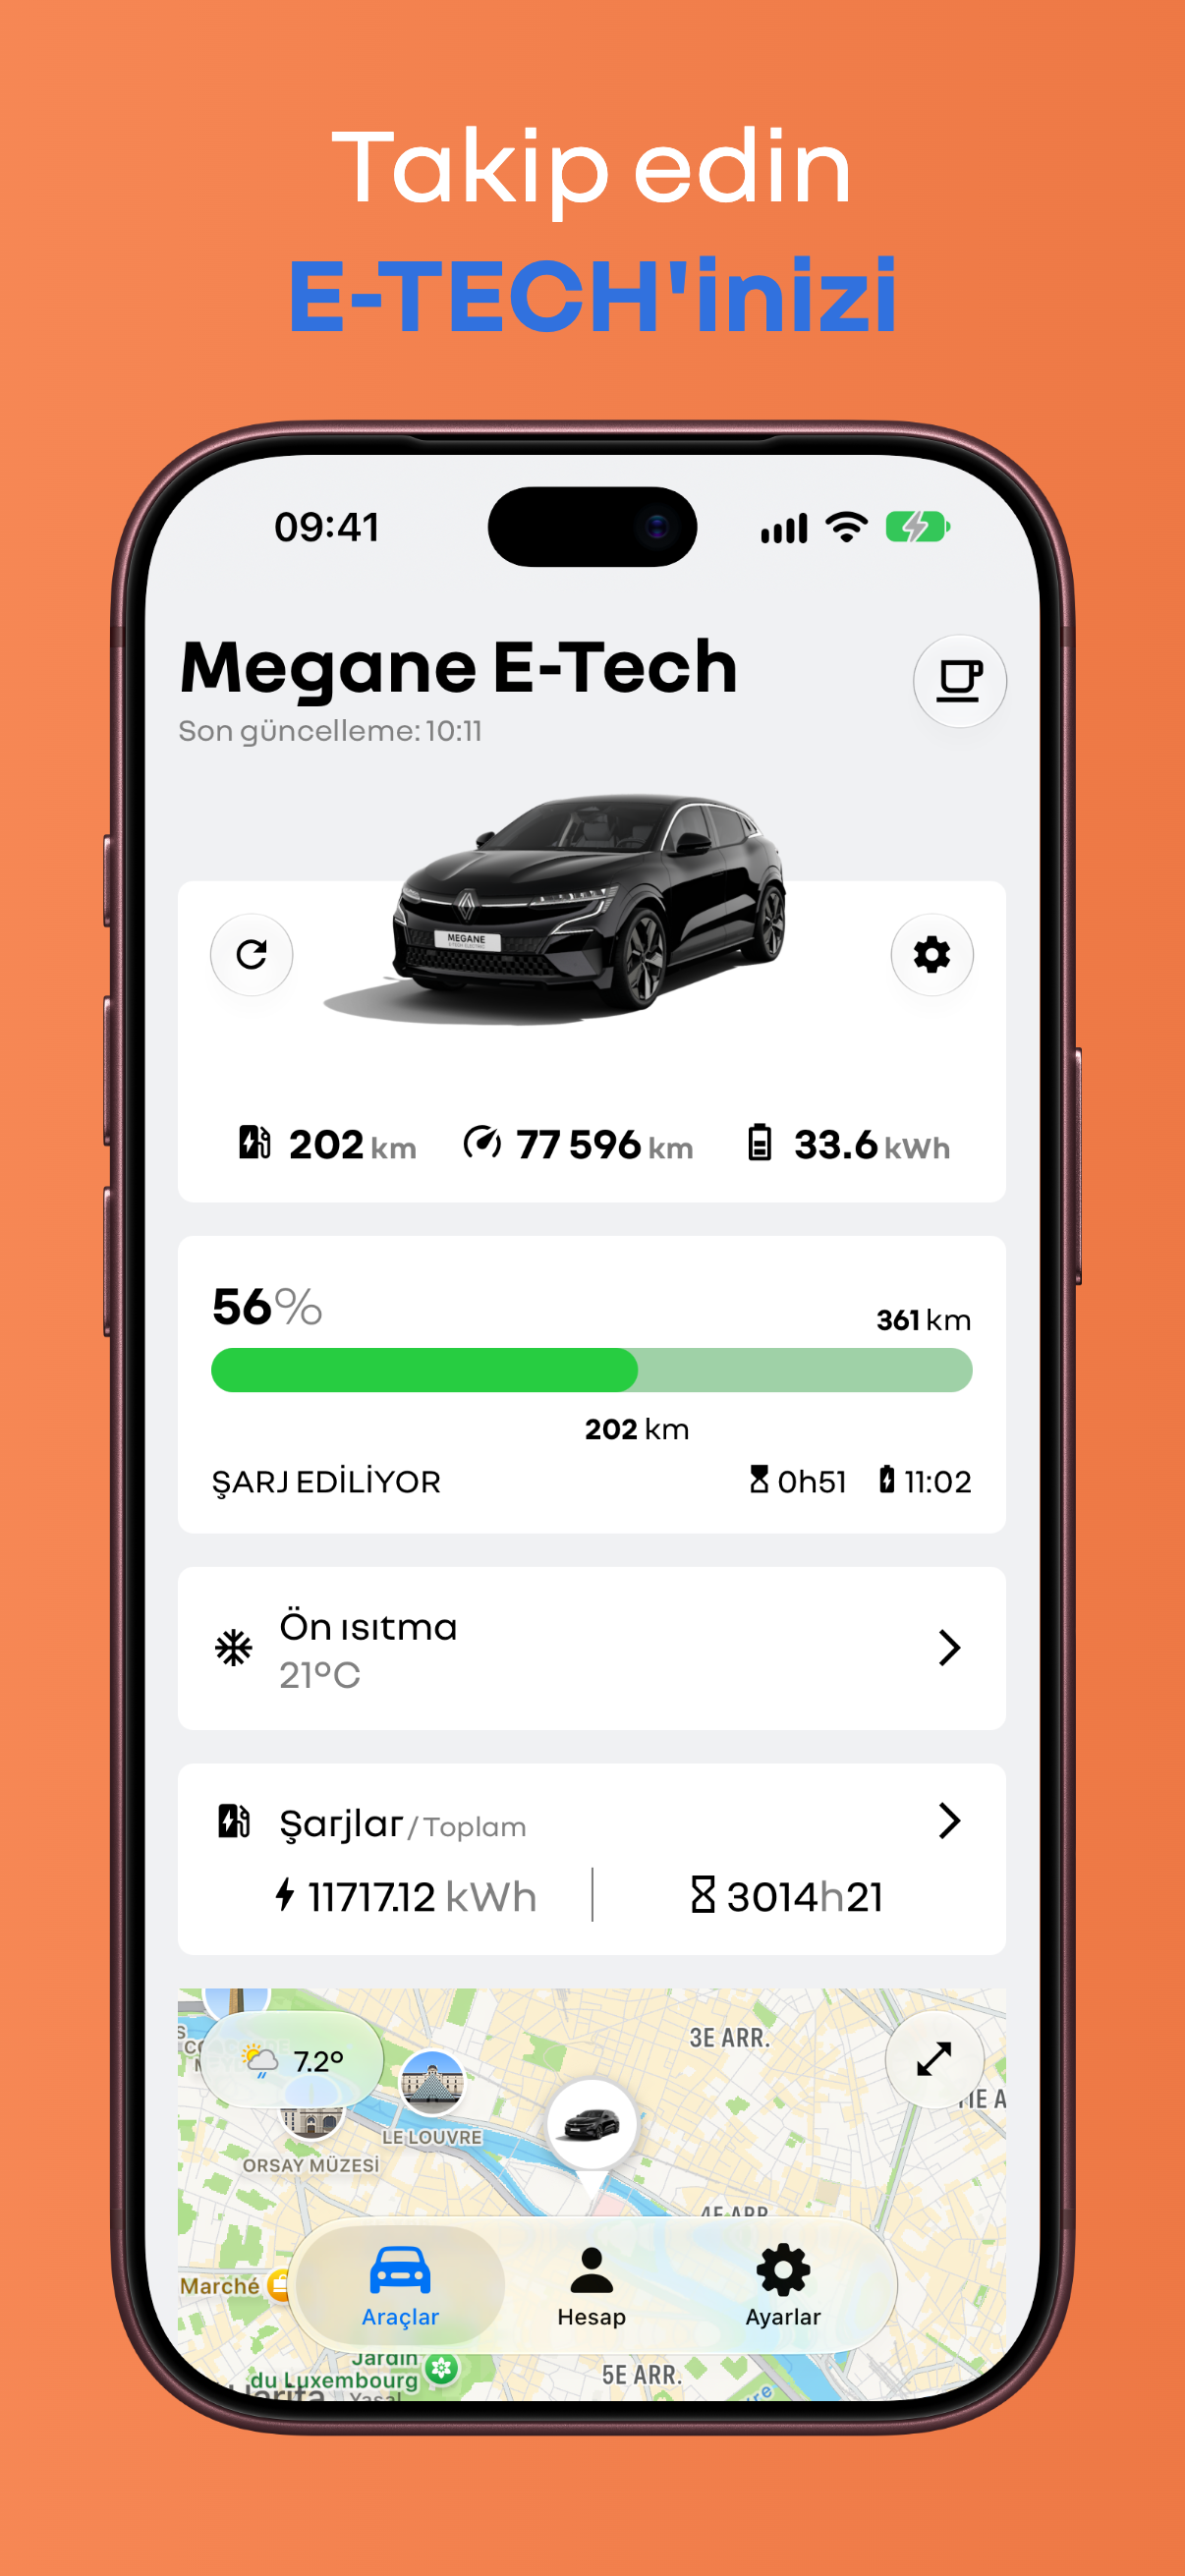 Takip edin
E-TECH'inizi
09:41
Megane E-Tech
Son güncelleme: 10:11
MEGANE
202 km 77 596 km 33.6 kWh
56%
361 km
202 km
ŞARJ EDİLİYOR 0h51 11:02
Ön ısıtma
21°C
Şarjlar / Toplam
11717.12 kWh 3014h21
3E ARR.
7.2°
LE LOUVRE
ORSAY MÜZESİ
4E ARR.
Marché
Araçlar Hesap Ayarlar
Jardin
du Luxembourg
5E ARR.